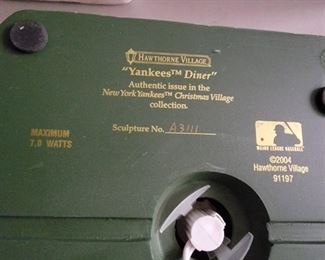 HAWTHORNE VILLAGE
"Yankees™ Diner"
Authentic issue in the
New York Yankees™ Christmas Village
collection.
Sculpture No. A3111
MAXIMUM
7.0 WATTS
MAJOR LEAGUE BASEBALL
©2004
Hawthorne Village
91197